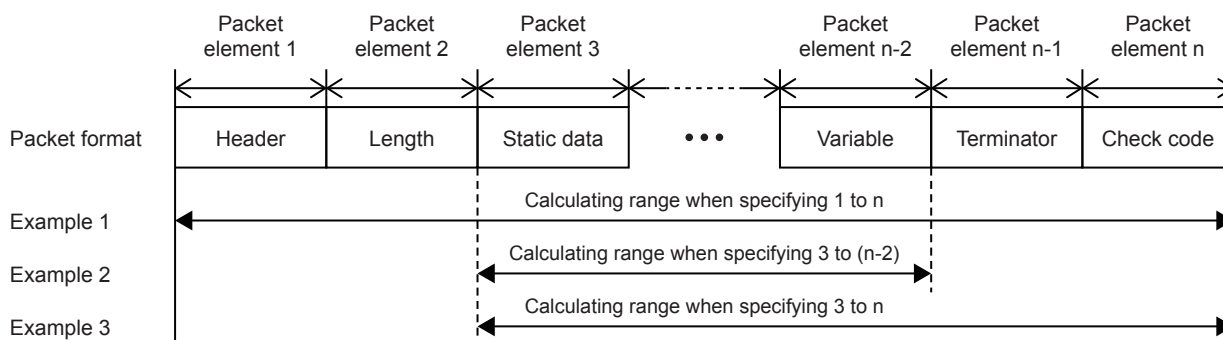 Packet element 1
Packet element 2
Packet element 3
Packet element n-2
Packet element n-1
Packet element n
Packet format
Header
Length
Static data
•••
Variable
Terminator
Check code
Example 1
Calculating range when specifying 1 to n
Example 2
Calculating range when specifying 3 to (n-2)
Example 3
Calculating range when specifying 3 to n